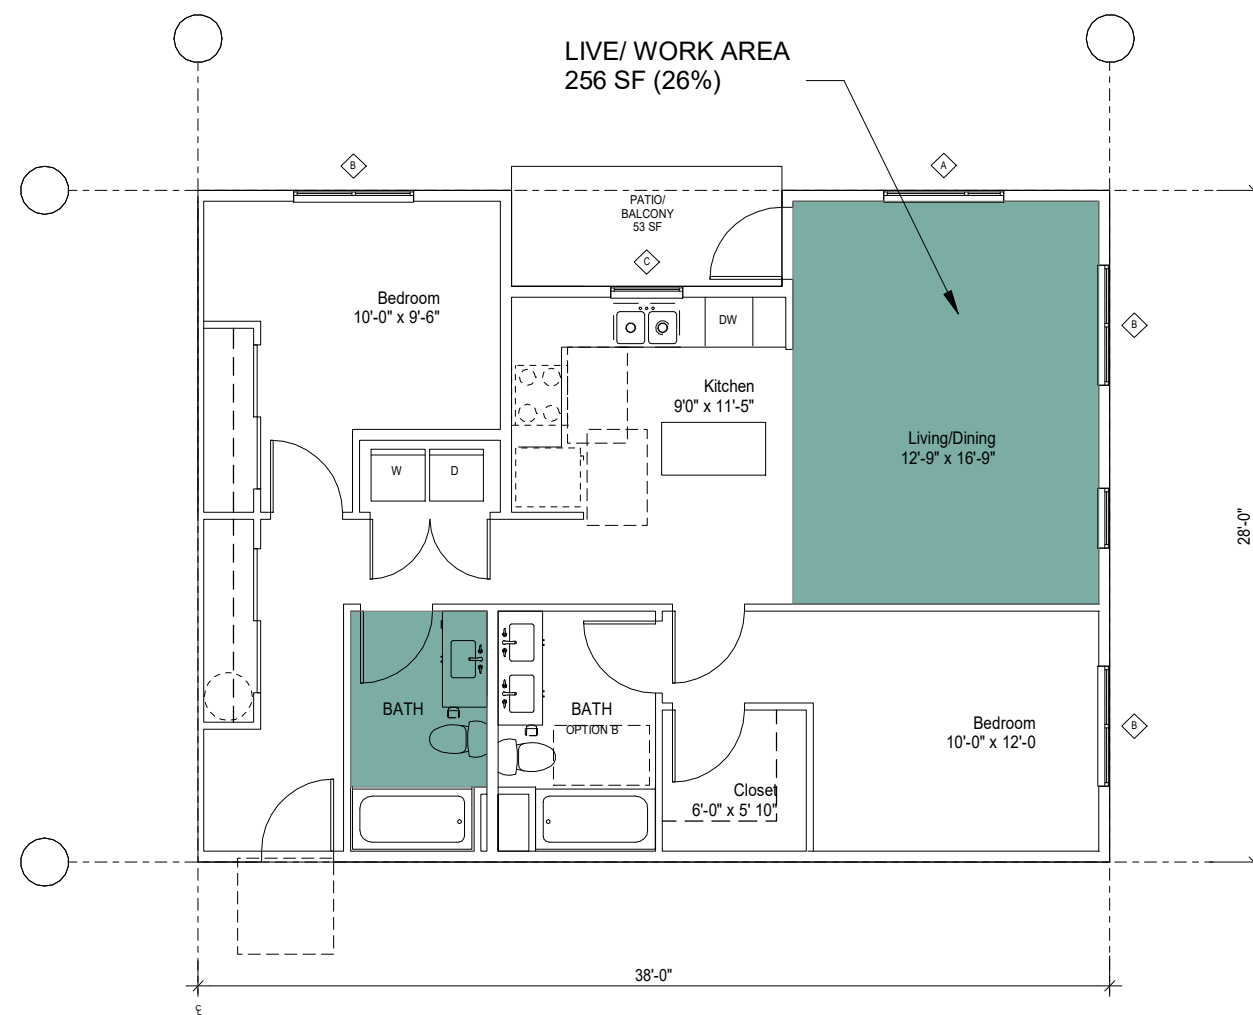 LIVE/ WORK AREA
256 SF (26%)
B
A
PATIO/
BALCONY
53 SF
C
Bedroom
10'-0" x 9'-6"
DW
B
Kitchen
9'0" x 11'-5"
Living/Dining
12'-9" x 16'-9"
W
D
28'-0"
BATH
BATH
OPTION B
Bedroom
10'-0" x 12'-0
B
Closet
6'-0" x 5' 10"
38'-0"
℄